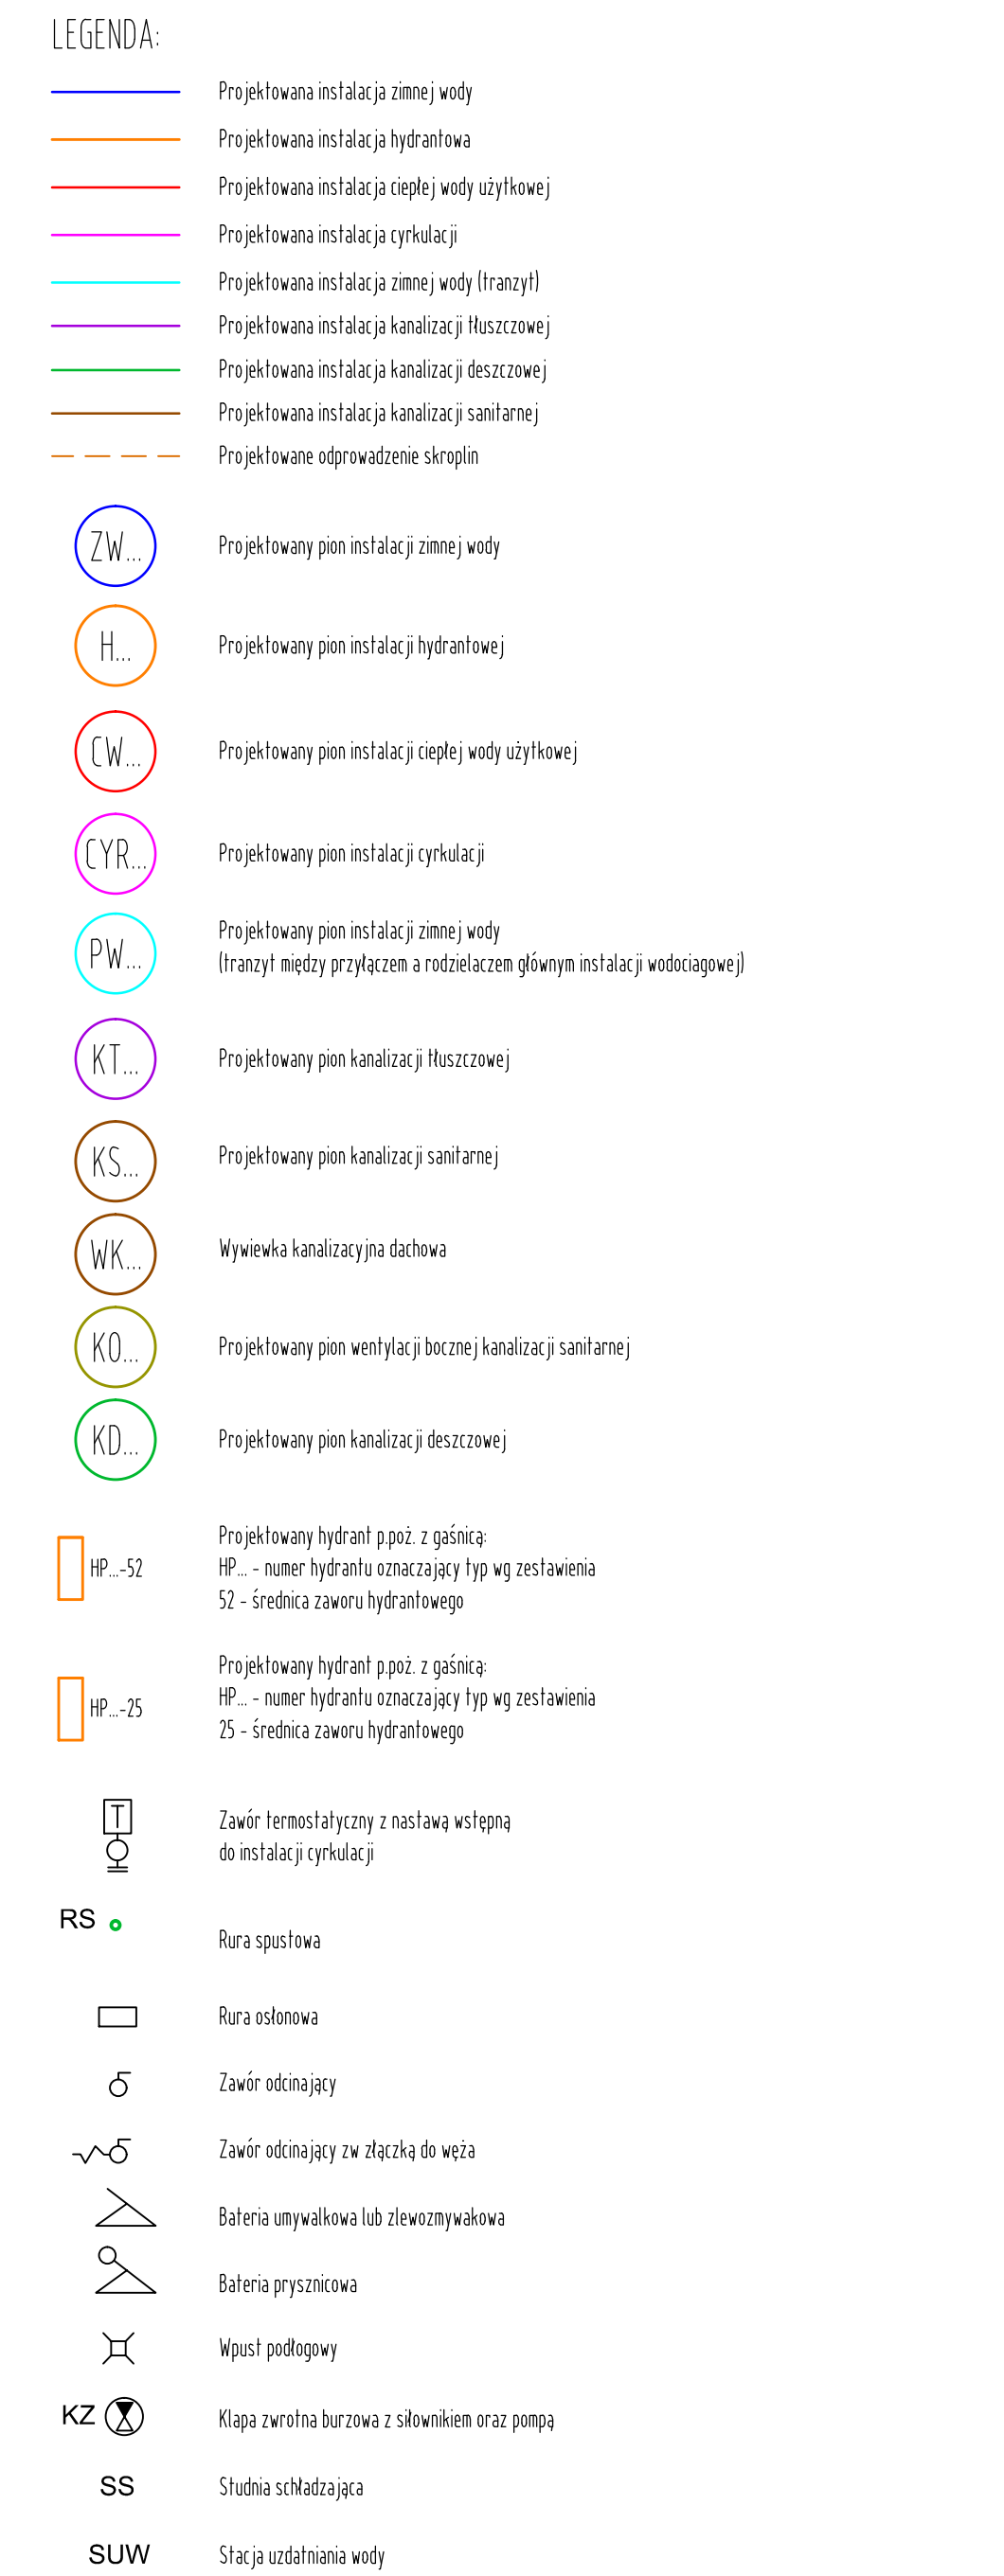 LEGENDA:
Projektowana instalacja zimnej wody
Projektowana instalacja hydrantowa
Projektowana instalacja ciepłej wody użytkowej
Projektowana instalacja cyrkulacji
Projektowana instalacja zimnej wody (tranzyt)
Projektowana instalacja kanalizacji tłuszczowej
Projektowana instalacja kanalizacji deszczowej
Projektowana instalacja kanalizacji sanitarnej
Projektowane odprowadzenie skroplin
ZW... Projektowany pion instalacji zimnej wody
H... Projektowany pion instalacji hydrantowej
CW... Projektowany pion instalacji ciepłej wody użytkowej
CYR... Projektowany pion instalacji cyrkulacji
Projektowany pion instalacji zimnej wody
PW... (tranzyt między przyłączem a rodzielaczem głównym instalacji wodociagowej)
KT... Projektowany pion kanalizacji tłuszczowej
KS... Projektowany pion kanalizacji sanitarnej
WK... Wywiewka kanalizacyjna dachowa
KO... Projektowany pion wentylacji bocznej kanalizacji sanitarnej
KD... Projektowany pion kanalizacji deszczowej
Projektowany hydrant p.poż. z gaśnicą:
HP...-52 HP... - numer hydrantu oznaczający typ wg zestawienia
52 - średnica zaworu hydrantowego
Projektowany hydrant p.poż. z gaśnicą:
HP...-25 HP... - numer hydrantu oznaczający typ wg zestawienia
25 - średnica zaworu hydrantowego
T Zawór termostatyczny z nastawą wstępną
do instalacji cyrkulacji
RS Rura spustowa
Rura osłonowa
Zawór odcinający
Zawór odcinający zw złączką do węża
Bateria umywalkowa lub zlewozmywakowa
Bateria prysznicowa
Wpust podłogowy
KZ Klapa zwrotna burzowa z siłownikiem oraz pompą
SS Studnia schładzająca
SUW Stacja uzdatniania wody